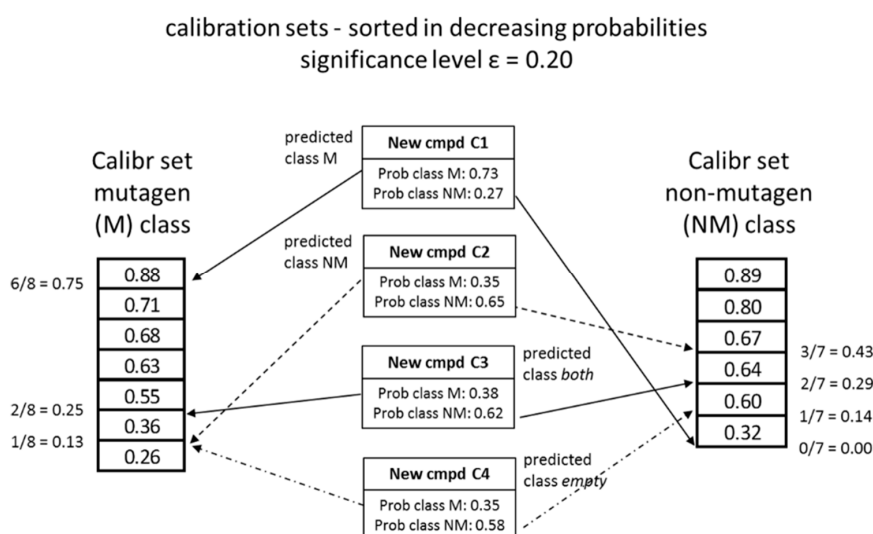 calibration sets - sorted in decreasing probabilities
significance level ε = 0.20
Calibr set
mutagen
(M) class
6/8 = 0.75
2/8 = 0.25
1/8 = 0.13
0.88
0.71
0.68
0.63
0.55
0.36
0.26
predicted
class M
New cmpd C1
Prob class M: 0.73
Prob class NM: 0.27
predicted
class NM
New cmpd C2
Prob class M: 0.35
Prob class NM: 0.65
New cmpd C3
Prob class M: 0.38
Prob class NM: 0.62
predicted
class both
New cmpd C4
Prob class M: 0.35
Prob class NM: 0.58
predicted
class empty
Calibr set
non-mutagen
(NM) class
0.89
0.80
0.67
0.64
0.60
0.32
3/7 = 0.43
2/7 = 0.29
1/7 = 0.14
0/7 = 0.00